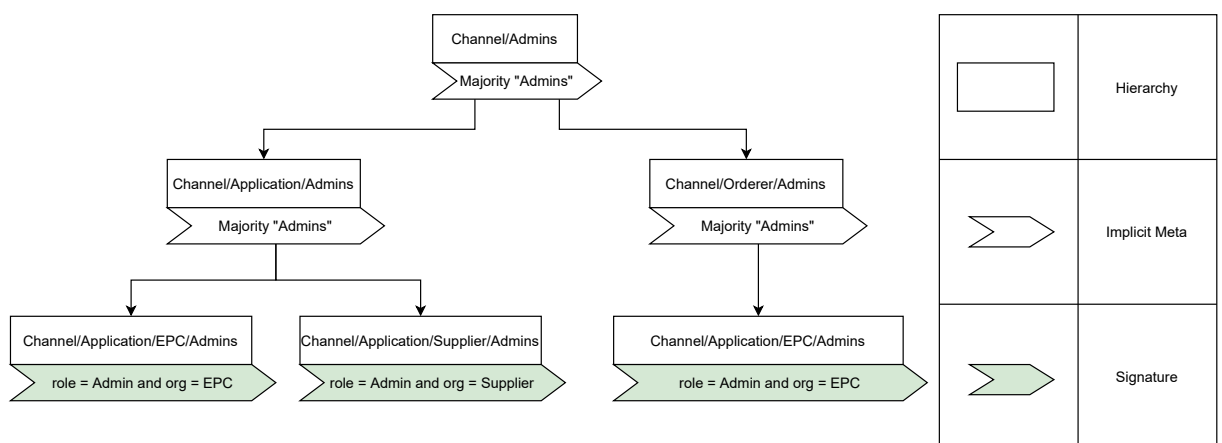 Channel/Admins
Majority "Admins"
Channel/Application/Admins
Majority "Admins"
Channel/Orderer/Admins
Majority "Admins"
Channel/Application/EPC/Admins
role = Admin and org = EPC
Channel/Application/Supplier/Admins
role = Admin and org = Supplier
Channel/Application/EPC/Admins
role = Admin and org = EPC
Hierarchy
Implicit Meta
Signature